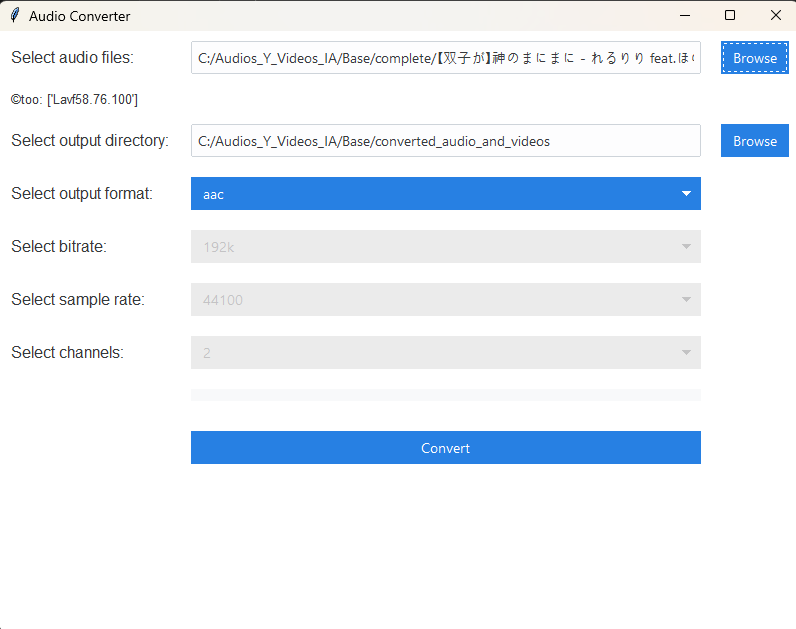 Audio Converter
Select audio files: C:/Audios_Y_Videos_IA/Base/complete/【双子が】神のまにまに - れるりり feat.ほ Browse
©too: ['Lavf58.76.100']
Select output directory: C:/Audios_Y_Videos_IA/Base/converted_audio_and_videos Browse
Select output format: aac
Select bitrate: 192k
Select sample rate: 44100
Select channels: 2
Convert